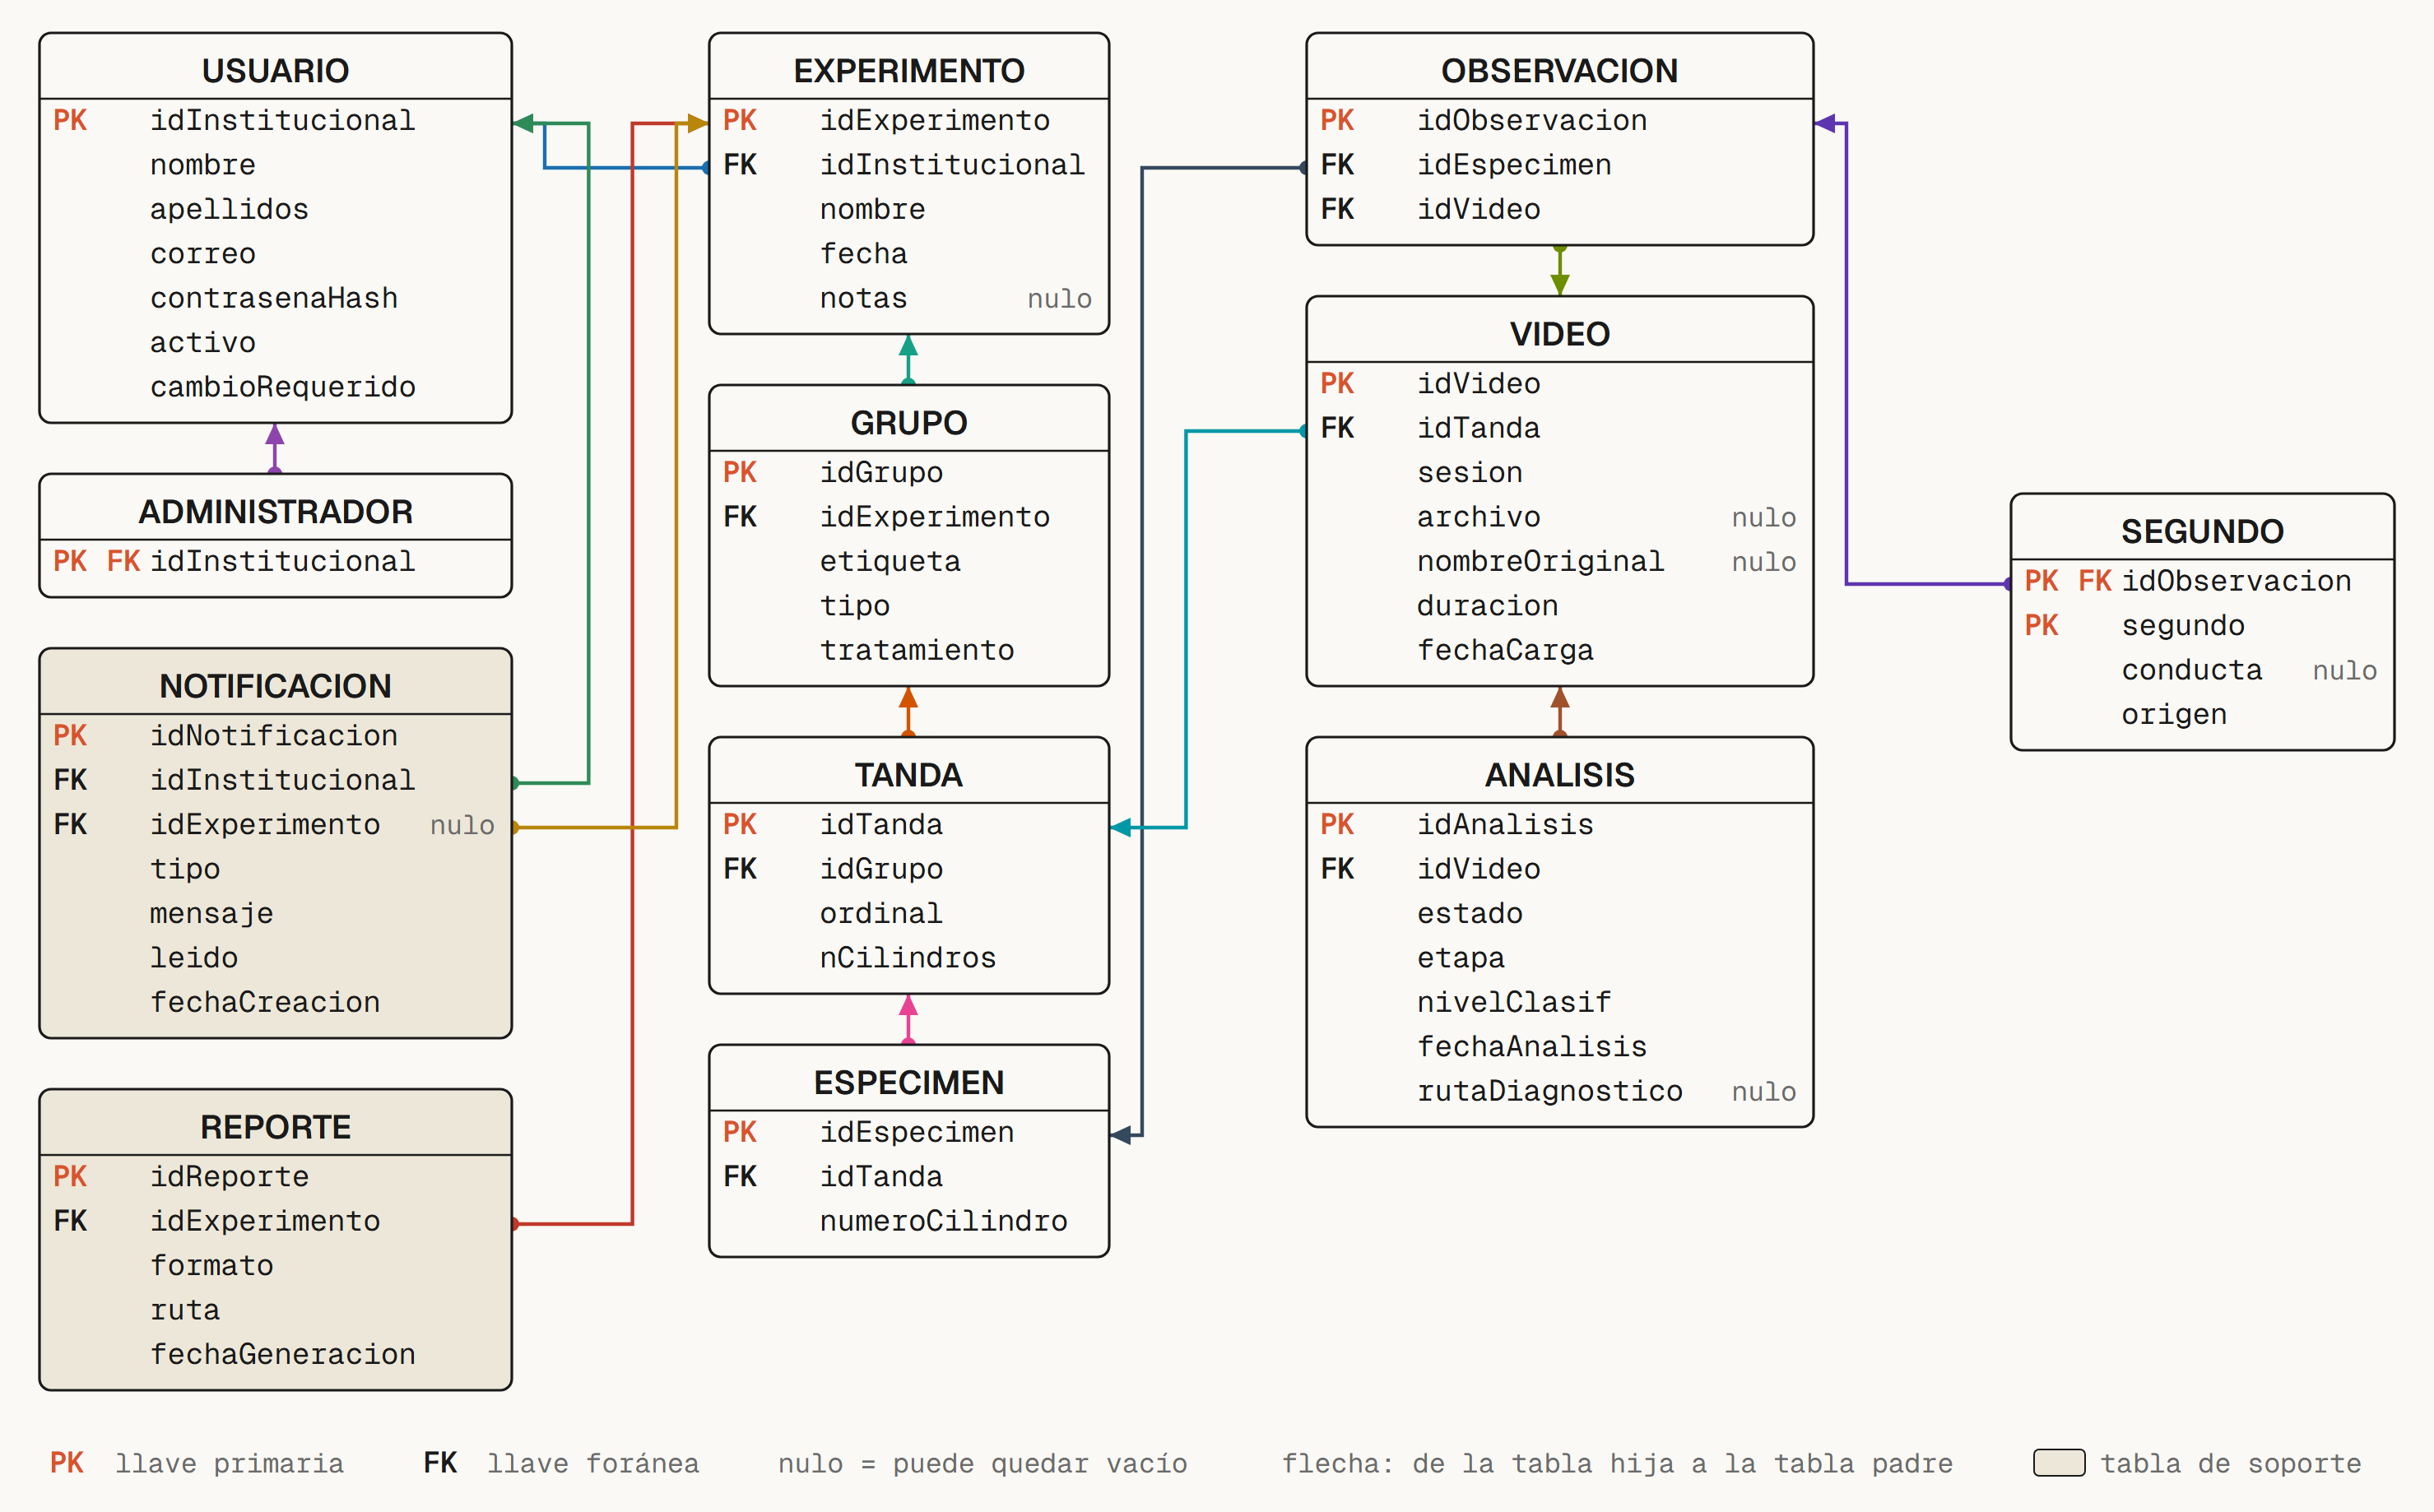 USUARIO
PK idInstitucional
nombre
apellidos
correo
contrasenaHash
activo
cambioRequerido
ADMINISTRADOR
PK FK idInstitucional
NOTIFICACION
PK idNotificacion
FK idInstitucional
FK idExperimento nulo
tipo
mensaje
leido
fechaCreacion
REPORTE
PK idReporte
FK idExperimento
formato
ruta
fechaGeneracion
EXPERIMENTO
PK idExperimento
FK idInstitucional
nombre
fecha
notas nulo
GRUPO
PK idGrupo
FK idExperimento
etiqueta
tipo
tratamiento
TANDA
PK idTanda
FK idGrupo
ordinal
nCilindros
ESPECIMEN
PK idEspecimen
FK idTanda
numeroCilindro
OBSERVACION
PK idObservacion
FK idEspecimen
FK idVideo
VIDEO
PK idVideo
FK idTanda
sesion
archivo nulo
nombreOriginal nulo
duracion
fechaCarga
ANALISIS
PK idAnalisis
FK idVideo
estado
etapa
nivelClasif
fechaAnalisis
rutaDiagnostico nulo
SEGUNDO
PK FK idObservacion
PK segundo
conducta nulo
origen
PK llave primaria FK llave foránea nulo = puede quedar vacío flecha: de la tabla hija a la tabla padre tabla de soporte